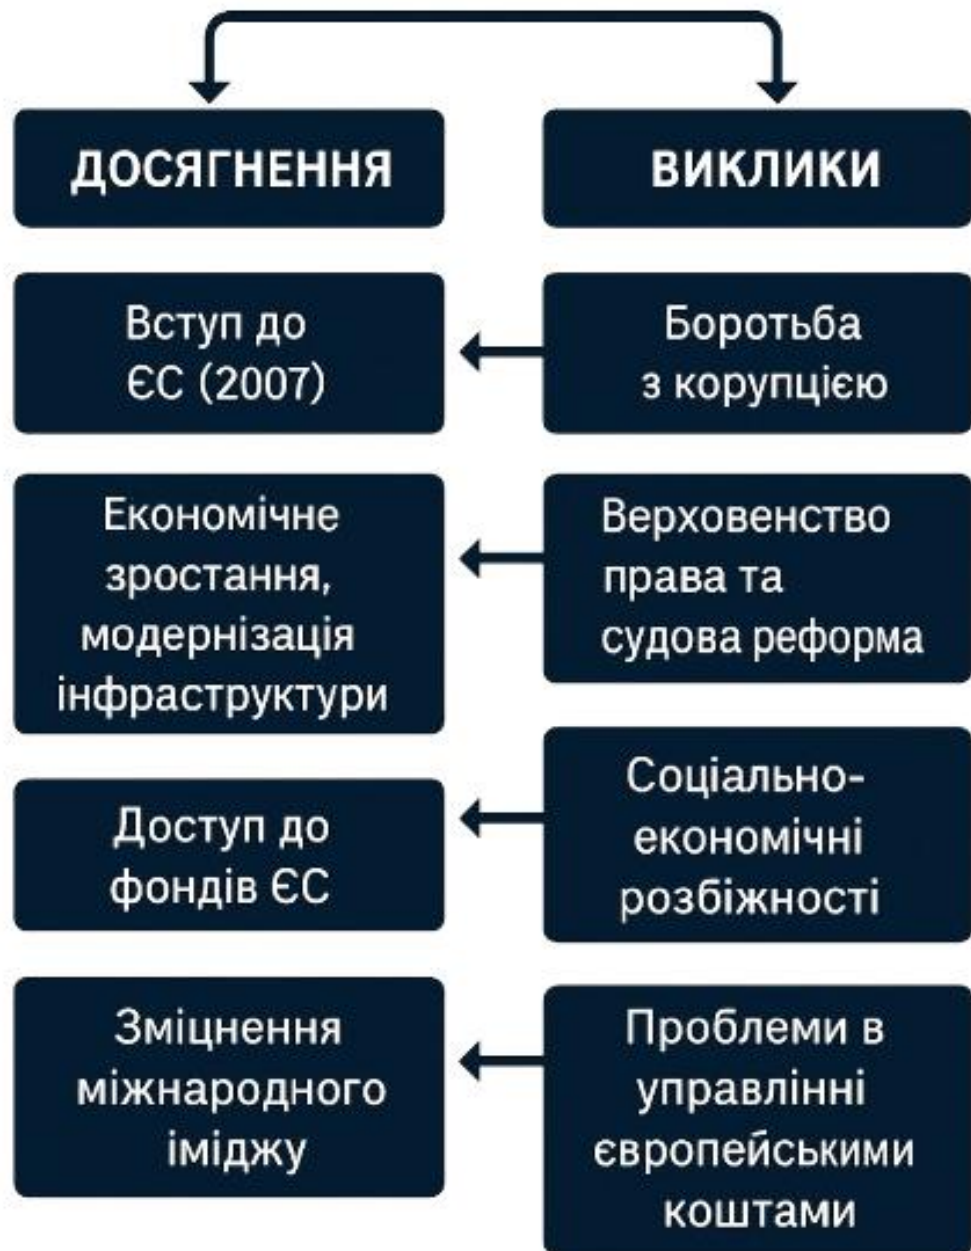 ДОСЯГНЕННЯ
ВИКЛИКИ
Вступ до
ЄС (2007)
Боротьба
з корупцією
Економічне
зростання,
модернізація
інфраструктури
Верховенство
права та
судова реформа
Доступ до
фондів ЄС
Соціально-
економічні
розбіжності
Зміцнення
міжнародного
іміджу
Проблеми в
управлінні
європейськими
коштами